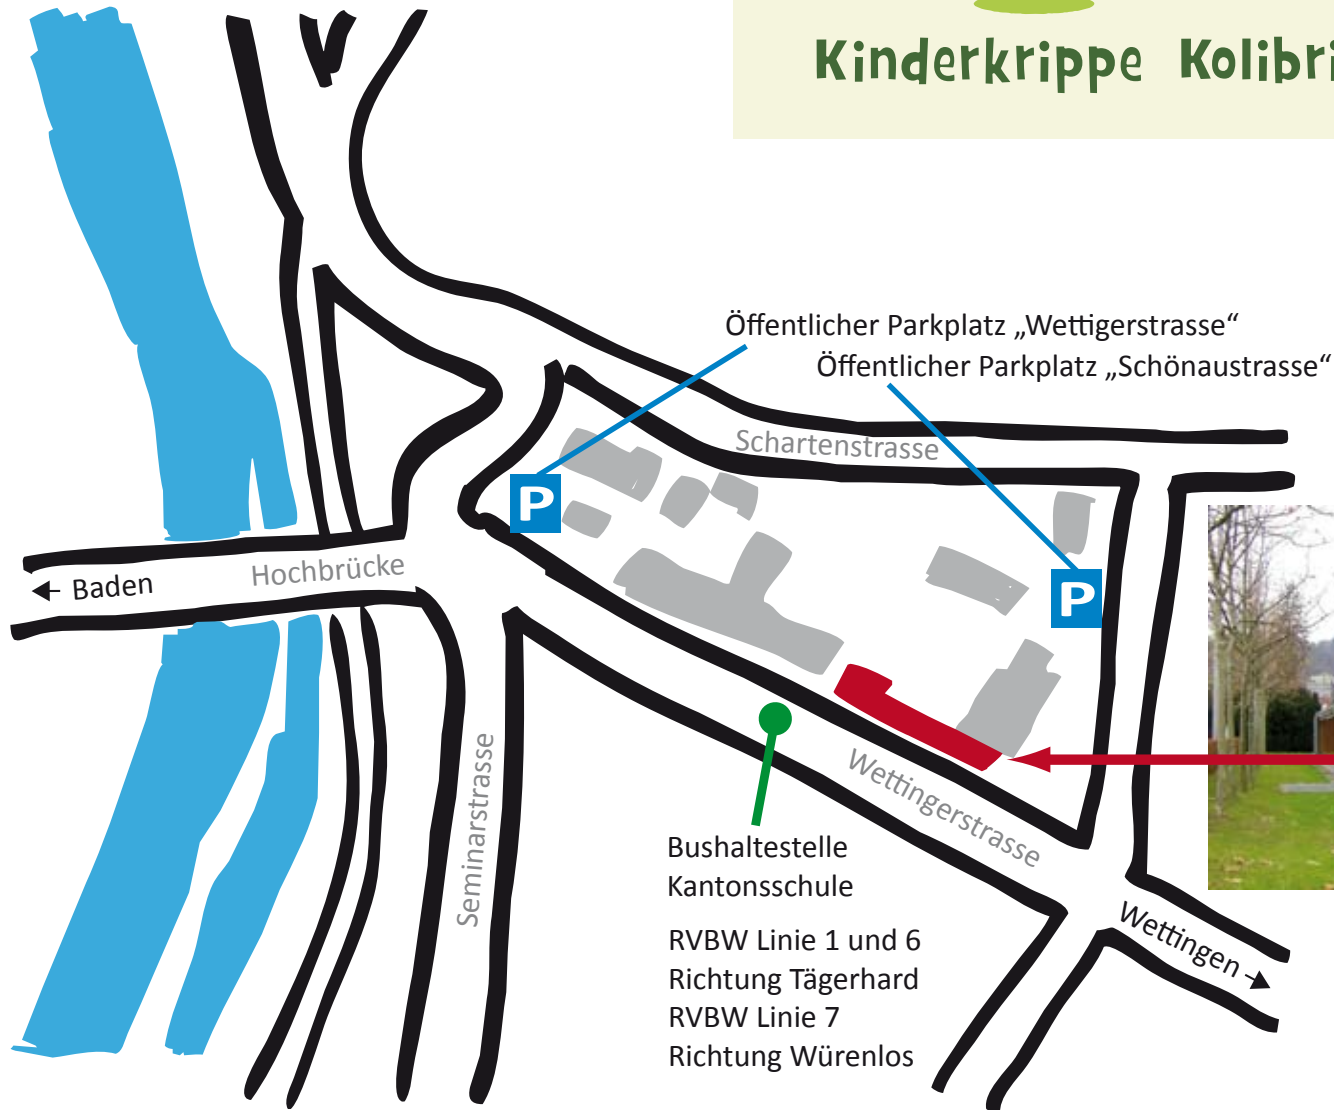 Kinderkrippe Kolibri
Öffentlicher Parkplatz „Wettigerstrasse“
Öffentlicher Parkplatz „Schönaustrasse“
Schartenstrasse
P
P
Hochbrücke
← Baden
Wettingerstrasse
Seminarstrasse
Bushaltestelle
Kantonsschule
RVBW Linie 1 und 6
Richtung Tägerhard
RVBW Linie 7
Richtung Würenlos
Wettingen →